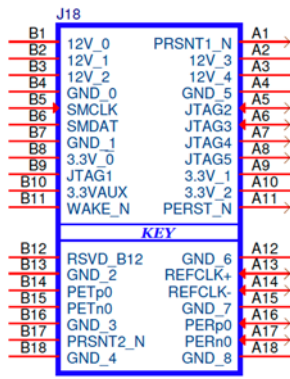 J18
B1 12V_0 PRSNT1_N A1
B2 12V_1 12V_3 A2
B3 12V_2 12V_4 A3
B4 GND_0 GND_5 A4
B5 SMCLK JTAG2 A5
B6 SMDAT JTAG3 A6
B7 GND_1 JTAG4 A7
B8 3.3V_0 JTAG5 A8
B9 JTAG1 3.3V_1 A9
B10 3.3VAUX 3.3V_2 A10
B11 WAKE_N PERST_N A11
KEY
B12 RSVD_B12 GND_6 A12
B13 GND_2 REFCLK+ A13
B14 PETp0 REFCLK- A14
B15 PETn0 GND_7 A15
B16 GND_3 PERp0 A16
B17 PRSNT2_N PERn0 A17
B18 GND_4 GND_8 A18